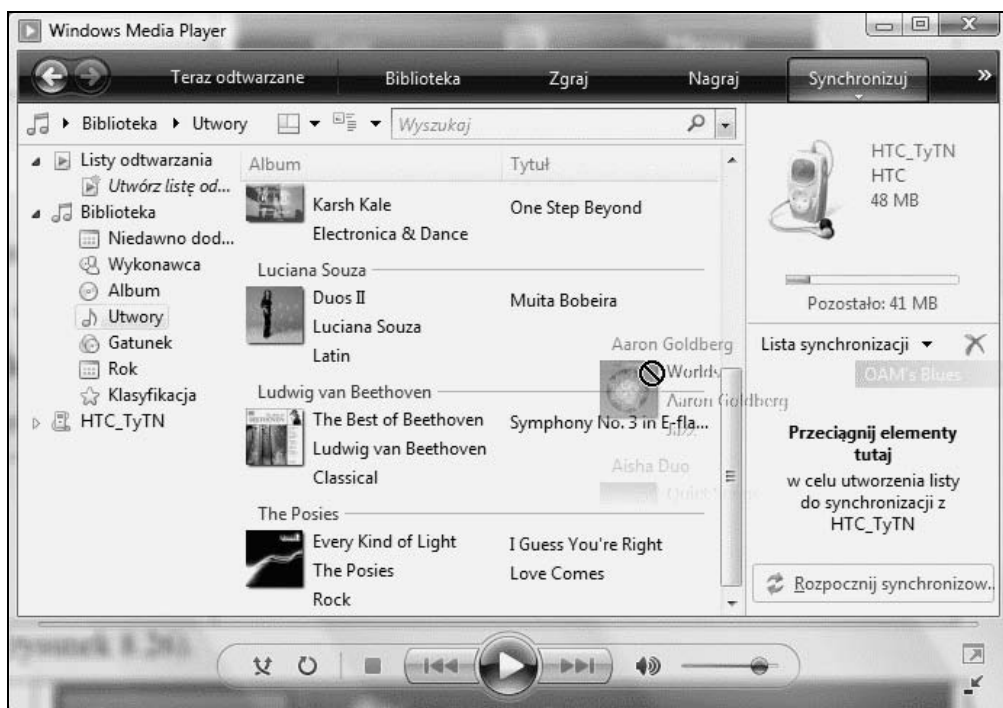 Windows Media Player
Teraz odtwarzane
Biblioteka
Zgraj
Nagraj
Synchronizuj
»
Biblioteka
Utwory
Wyszukaj
Listy odtwarzania
Utwórz listę od...
Biblioteka
Niedawno dod...
Wykonawca
Album
Utwory
Gatunek
Rok
Klasyfikacja
HTC_TyTN
Album
Tytuł
Karsh Kale
One Step Beyond
Electronica & Dance
Luciana Souza
Duos II
Muita Bobeira
Luciana Souza
Latin
Ludwig van Beethoven
The Best of Beethoven
Symphony No. 3 in E-fla...
Ludwig van Beethoven
Classical
The Posies
Every Kind of Light
I Guess You're Right
The Posies
Love Comes
Rock
Aaron Goldberg
Worlds
Aaron Goldberg
Jazz
Aisha Duo
Quiet
OAM's Blues
HTC_TyTN
HTC
48 MB
Pozostało: 41 MB
Lista synchronizacji
Przeciągnij elementy
tutaj
w celu utworzenia listy
do synchronizacji z
HTC_TyTN
Rozpocznij synchronizow..